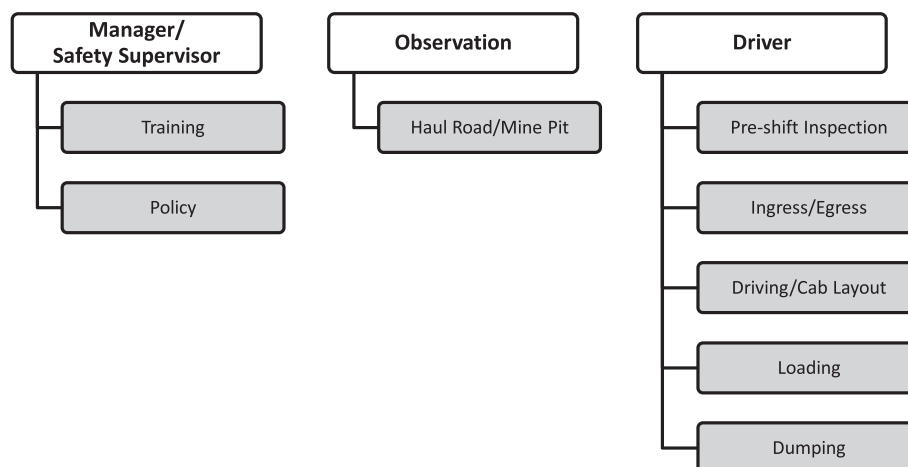 Manager/
Safety Supervisor
Training
Policy
Observation
Haul Road/Mine Pit
Driver
Pre-shift Inspection
Ingress/Egress
Driving/Cab Layout
Loading
Dumping